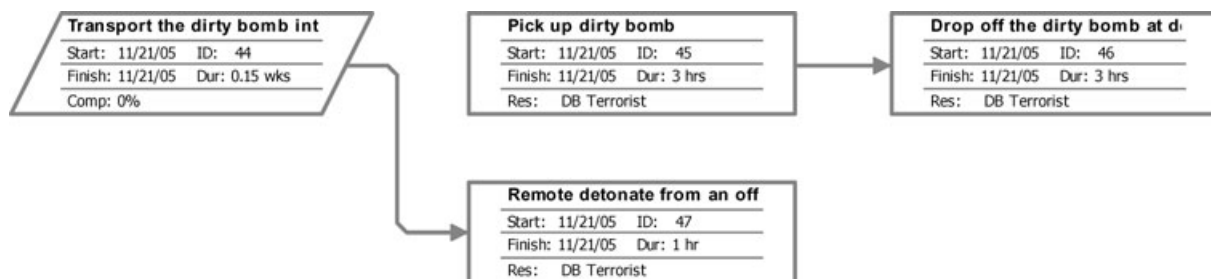 Transport the dirty bomb int
Start: 11/21/05 ID: 44
Finish: 11/21/05 Dur: 0.15 wks
Comp: 0%
Pick up dirty bomb
Start: 11/21/05 ID: 45
Finish: 11/21/05 Dur: 3 hrs
Res: DB Terrorist
Drop off the dirty bomb at
Start: 11/21/05 ID: 46
Finish: 11/21/05 Dur: 3 hrs
Res: DB Terrorist
Remote detonate from an off
Start: 11/21/05 ID: 47
Finish: 11/21/05 Dur: 1 hr
Res: DB Terrorist